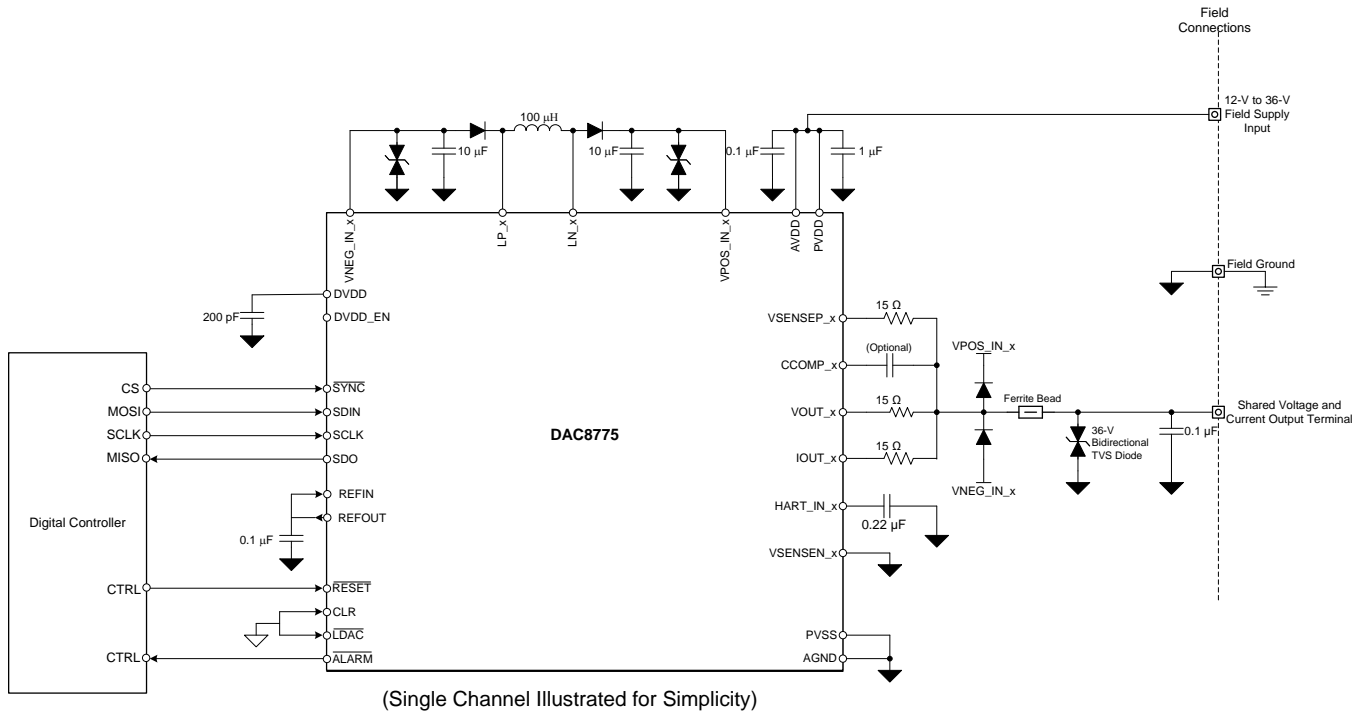 Field
Connections
12-V to 36-V
Field Supply
Input
100 μH
10 μF
10 μF
0.1 μF
1 μF
VNEG_IN_x
LP_x
LN_x
VPOS_IN_x
AVDD
PVDD
Field Ground
DVDD
200 pF
DVDD_EN
VSENSEP_x
15 Ω
(Optional)
VPOS_IN_x
CCOMP_x
CS
SYNC
MOSI
SDIN
SCLK
SCLK
MISO
SDO
DAC8775
VOUT_x
15 Ω
Ferrite Bead
Shared Voltage and
Current Output Terminal
36-V
Bidirectional
TVS Diode
0.1 μF
IOUT_x
15 Ω
VNEG_IN_x
REFIN
REFOUT
0.1 μF
HART_IN_x
0.22 μF
Digital Controller
VSENSEN_x
CTRL
RESET
CLR
LDAC
CTRL
ALARM
PVSS
AGND
(Single Channel Illustrated for Simplicity)